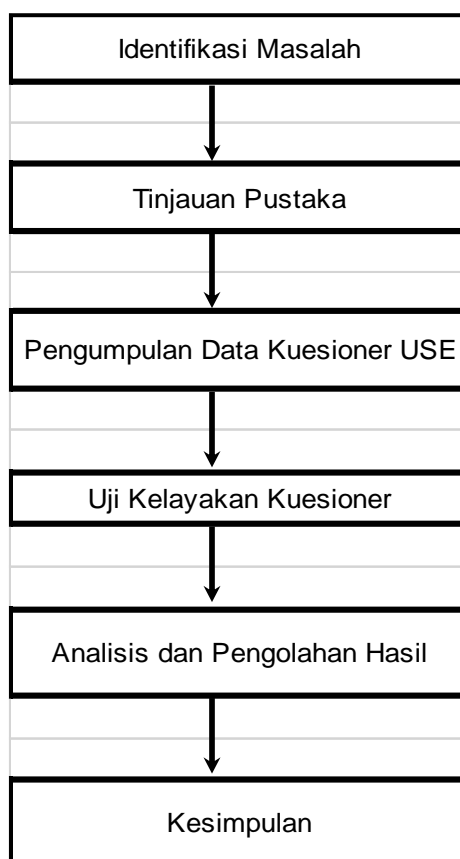 Identifikasi Masalah
Tinjauan Pustaka
Pengumpulan Data Kuesioner USE
Uji Kelayakan Kuesioner
Analisis dan Pengolahan Hasil
Kesimpulan